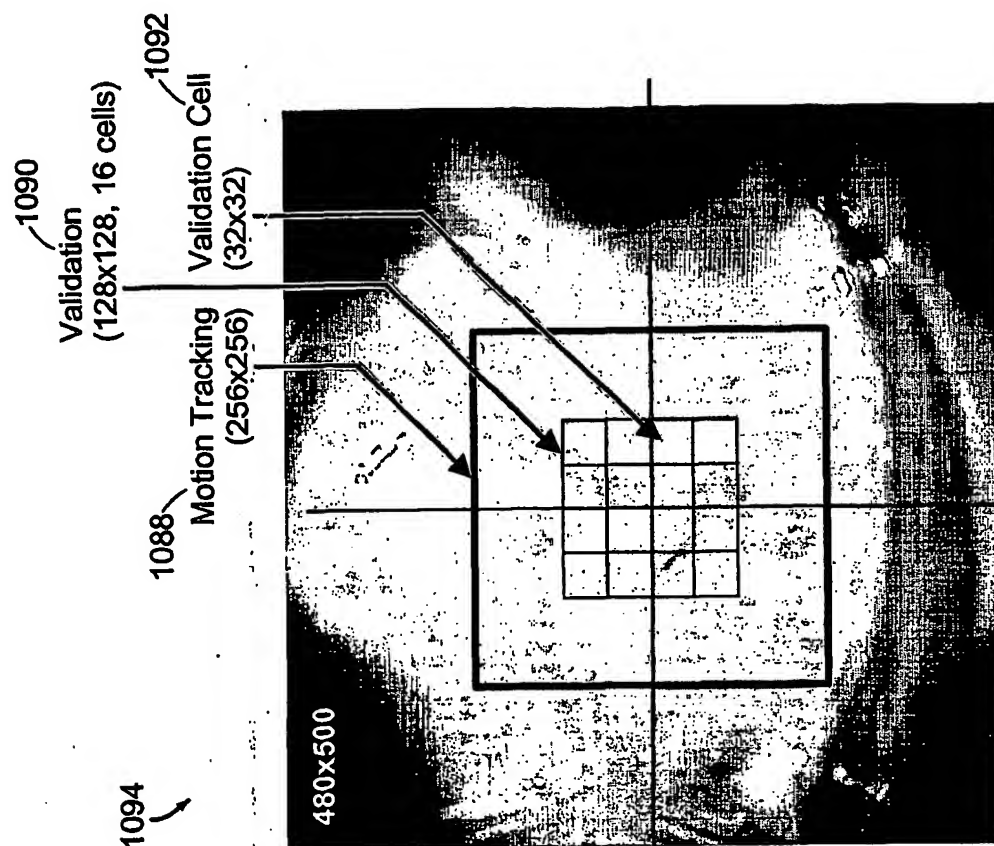 1094
1088
Motion Tracking
(256x256)
1090
Validation
(128x128, 16 cells)
1092
Validation Cell
(32x32)
480x500